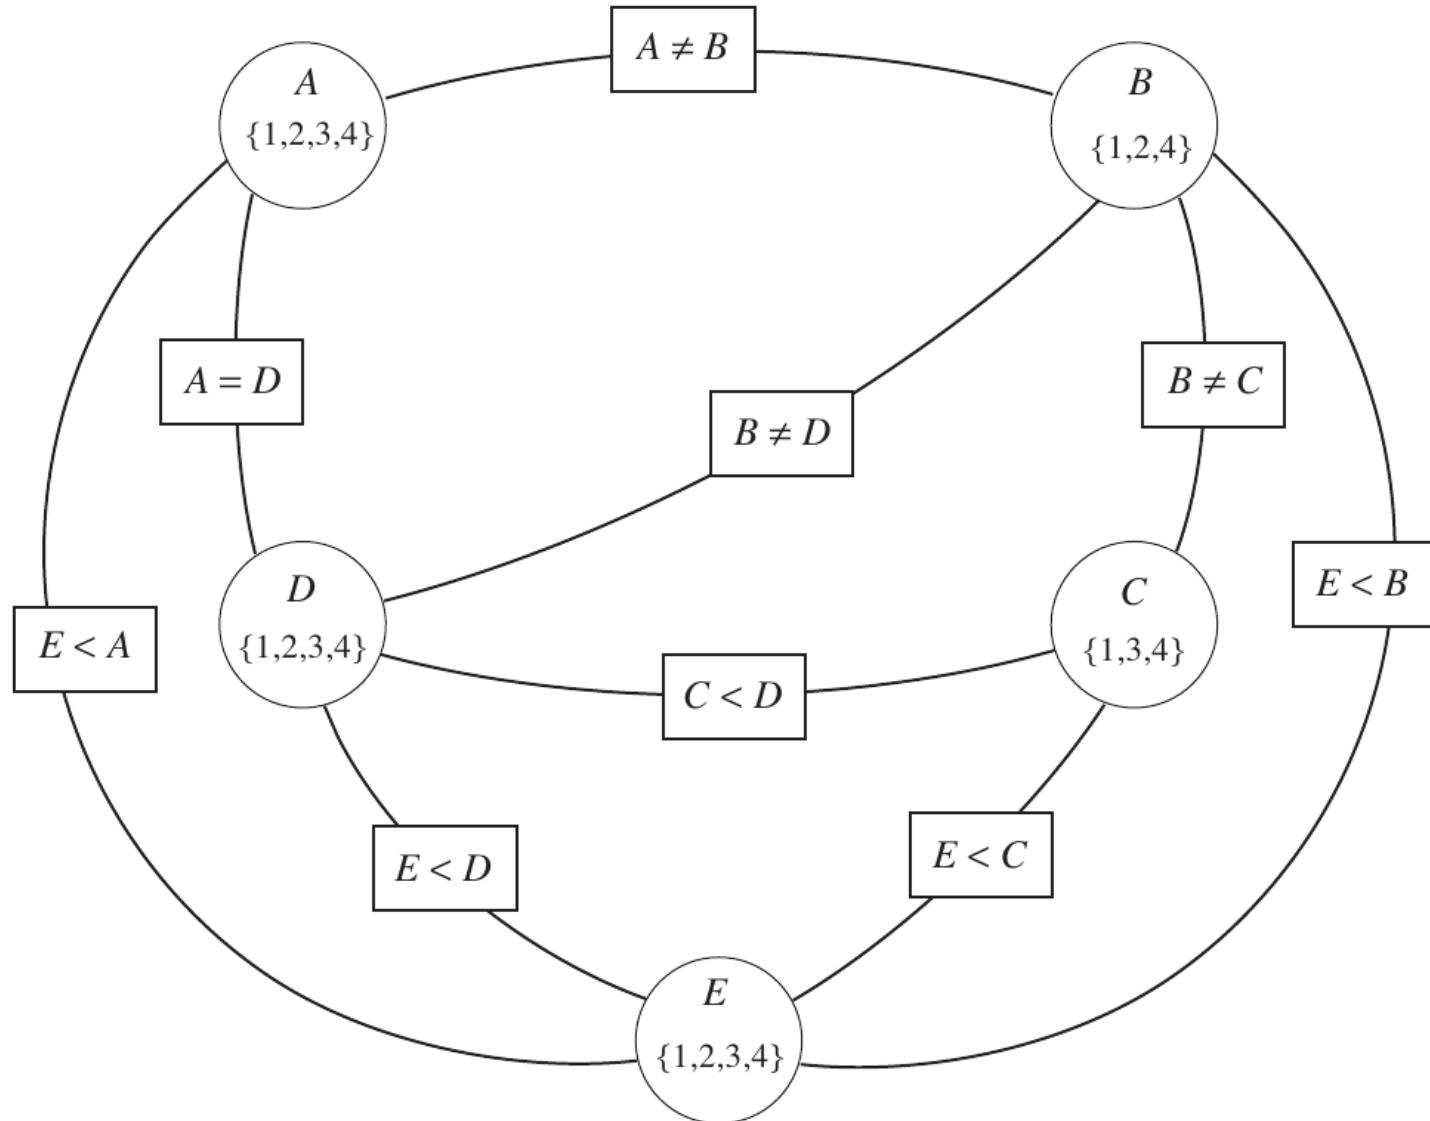 A ≠ B
A
{1,2,3,4}
B
{1,2,4}
A = D
B ≠ C
B ≠ D
D
{1,2,3,4}
C
{1,3,4}
E < B
E < A
C < D
E < D
E < C
E
{1,2,3,4}